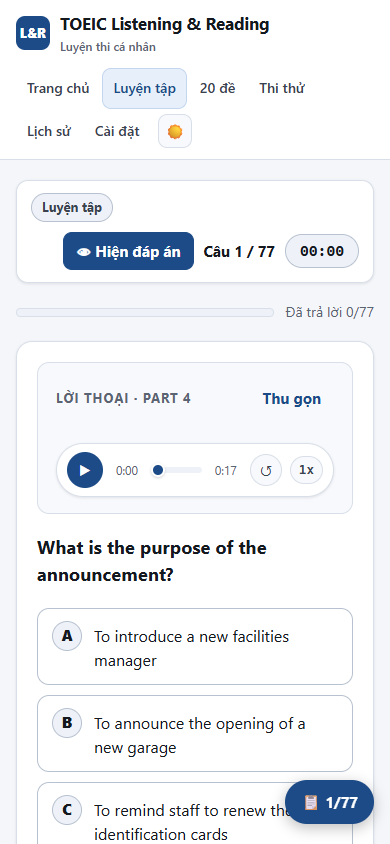 L&R
TOEIC Listening & Reading
Luyện thi cá nhân
Trang chủ
Luyện tập
20 đề
Thi thử
Lịch sử
Cài đặt
Luyện tập
Hiện đáp án
Câu 1 / 77
00:00
Đã trả lời 0/77
LỜI THOẠI · PART 4
Thu gọn
0:00
0:17
1x
What is the purpose of the
announcement?
A
To introduce a new facilities
manager
B
To announce the opening of a
new garage
C
To remind staff to renew
identification cards
1/77